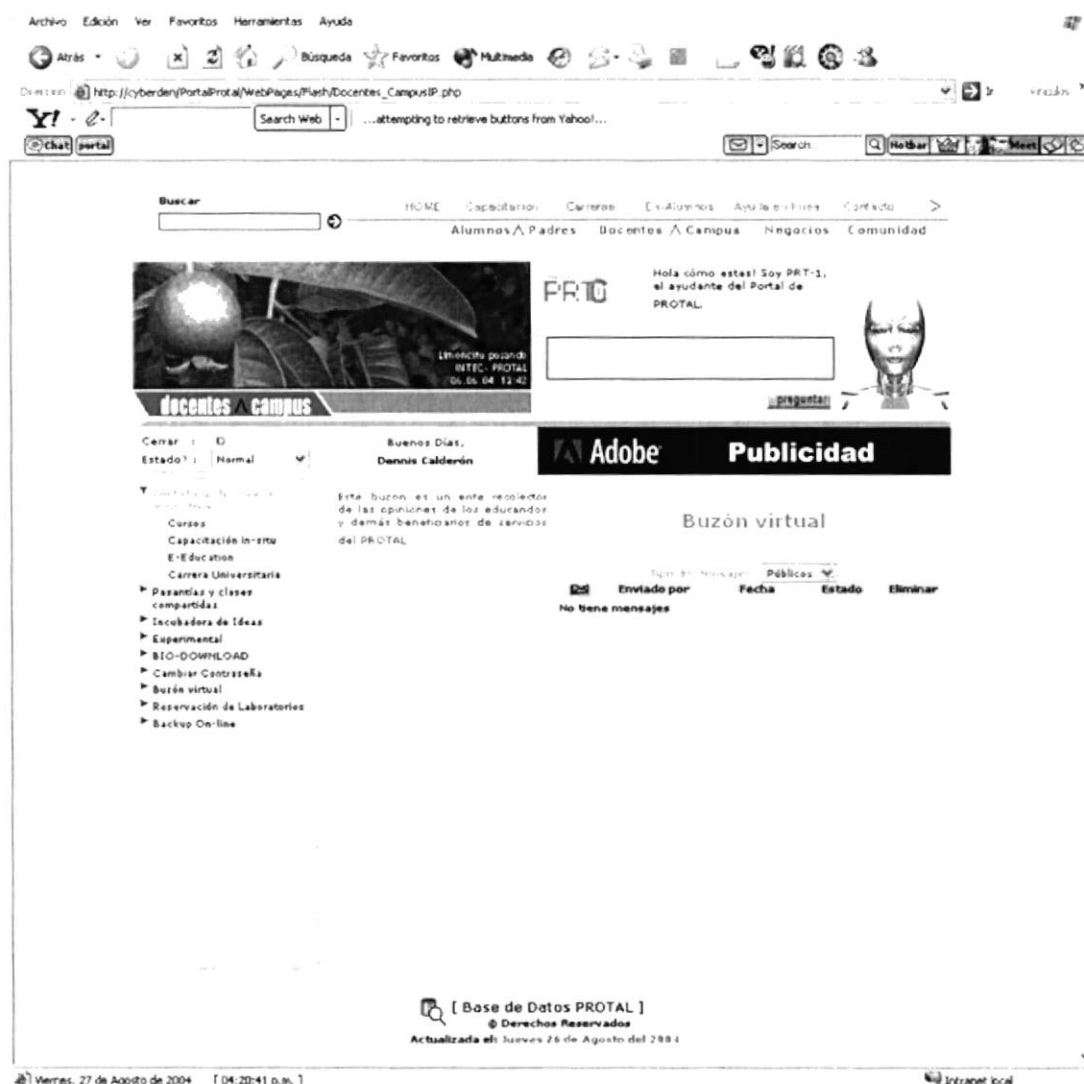 Archivo Edición Ver Favoritos Herramientas Ayuda
Atrás Búsqueda Favoritos Multimedia
http://cyberden/PortalProtal/WebPages/Flash/Docentes_CampusIP.php Ir vínculos
Y! Search Web ...attempting to retrieve buttons from Yahoo!...
Chat portal Search Hotbar Meet
Buscar
HOME Capacitacion Carreras Ex-Alumnos Ayuda en linea Contacto >
Alumnos Λ Padres Docentes Λ Campus Negocios Comunidad
PRT
Hola cómo estas! Soy PRT-1,
el ayudante del Portal de
PROTAL.
Limoncito posando
INTEC- PROTAL
06.06.04 12:42
preguntar
docentes Λ campus
Cerrar :
Estado? : Normal
Buenos Días,
Dennis Calderón
Adobe Publicidad
Este buzon es un ente recolector
de las opiniones de los educandos
y demás beneficiarios de servicios
del PROTAL
Buzón virtual
Cursos
Capacitación in-situ
E-Education
Carrera Universitaria
Pasantías y clases
compartidas
Incubadora de Ideas
Experimental
BIO-DOWNLOAD
Cambiar Contraseña
Buzón virtual
Reservación de Laboratorios
Backup On-line
Públicos
Enviado por Fecha Estado Eliminar
No tiene mensajes
[ Base de Datos PROTAL ]
© Derechos Reservados
Actualizada el: Jueves 26 de Agosto del 2004
Viernes, 27 de Agosto de 2004 [ 04:20:41 p.m. ] Intranet local